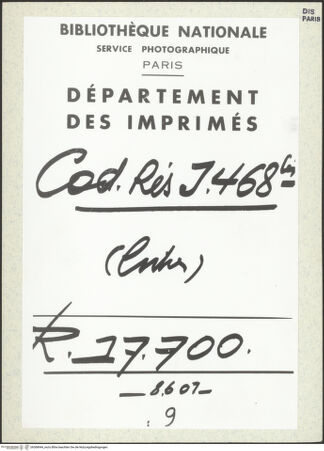 DIS
PARIS
BIBLIOTHÈQUE NATIONALE
SERVICE PHOTOGRAPHIQUE
PARIS
DÉPARTEMENT
DES IMPRIMÉS
Cod. Rés J. 468 bis
R. 17.700.
8,6 07
: 9